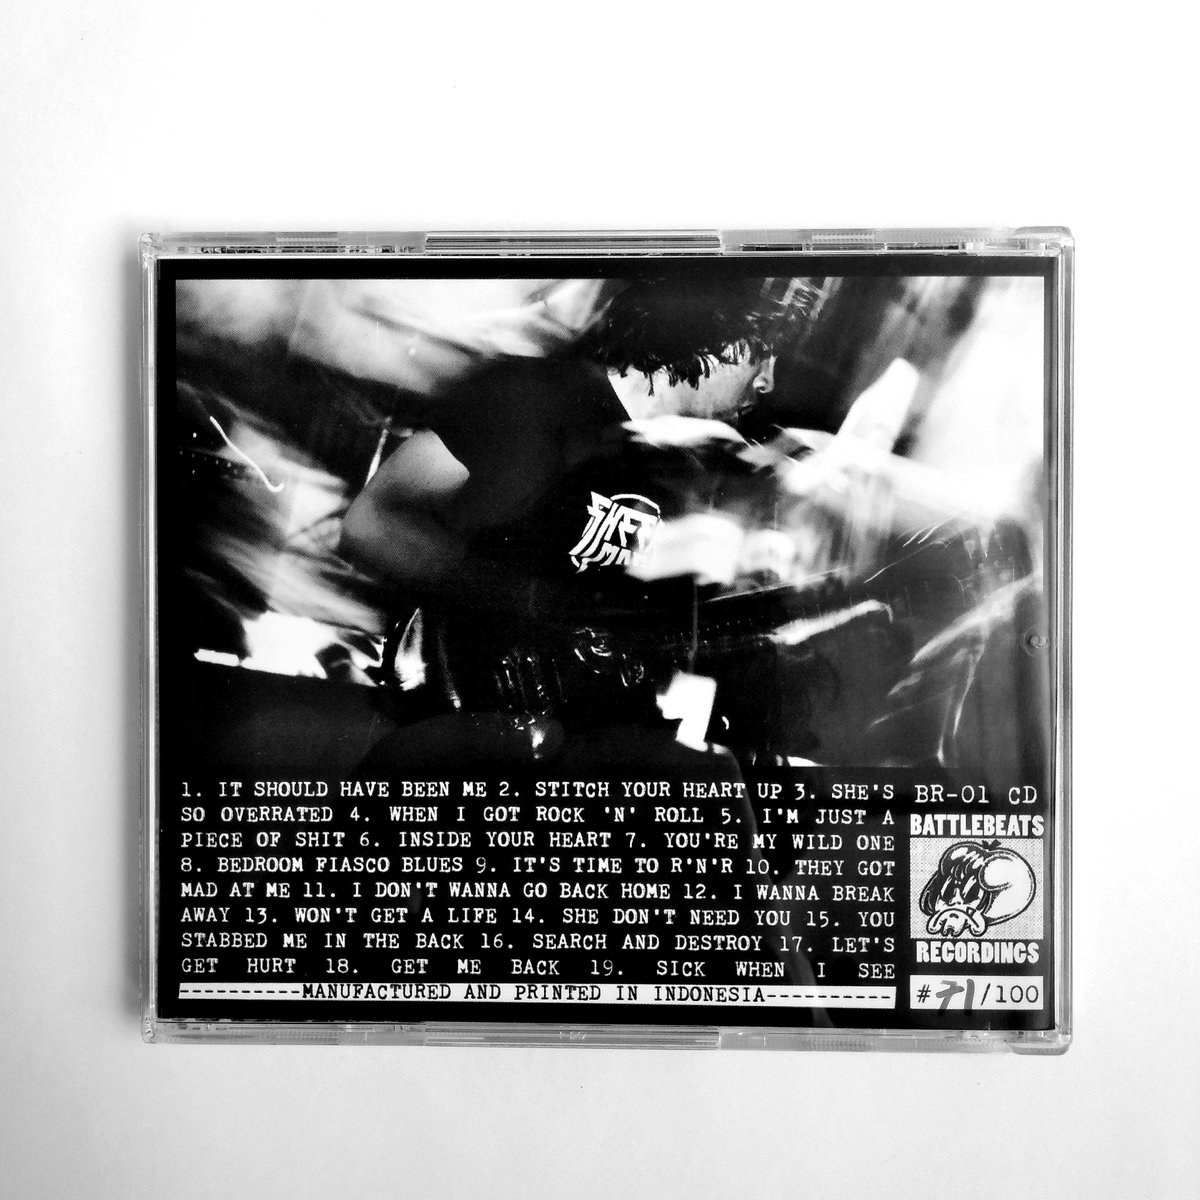 1. IT SHOULD HAVE BEEN ME 2. STITCH YOUR HEART UP 3. SHE'S
SO OVERRATED 4. WHEN I GOT ROCK 'N' ROLL 5. I'M JUST A
PIECE OF SHIT 6. INSIDE YOUR HEART 7. YOU'RE MY WILD ONE
8. BEDROOM FIASCO BLUES 9. IT'S TIME TO R'N'R 10. THEY GOT
MAD AT ME 11. I DON'T WANNA GO BACK HOME 12. I WANNA BREAK
AWAY 13. WON'T GET A LIFE 14. SHE DON'T NEED YOU 15. YOU
STABBED ME IN THE BACK 16. SEARCH AND DESTROY 17. LET'S
GET HURT 18. GET ME BACK 19. SICK WHEN I SEE
----------MANUFACTURED AND PRINTED IN INDONESIA-----------
BR-01 CD
BATTLEBEATS
RECORDINGS
#71/100